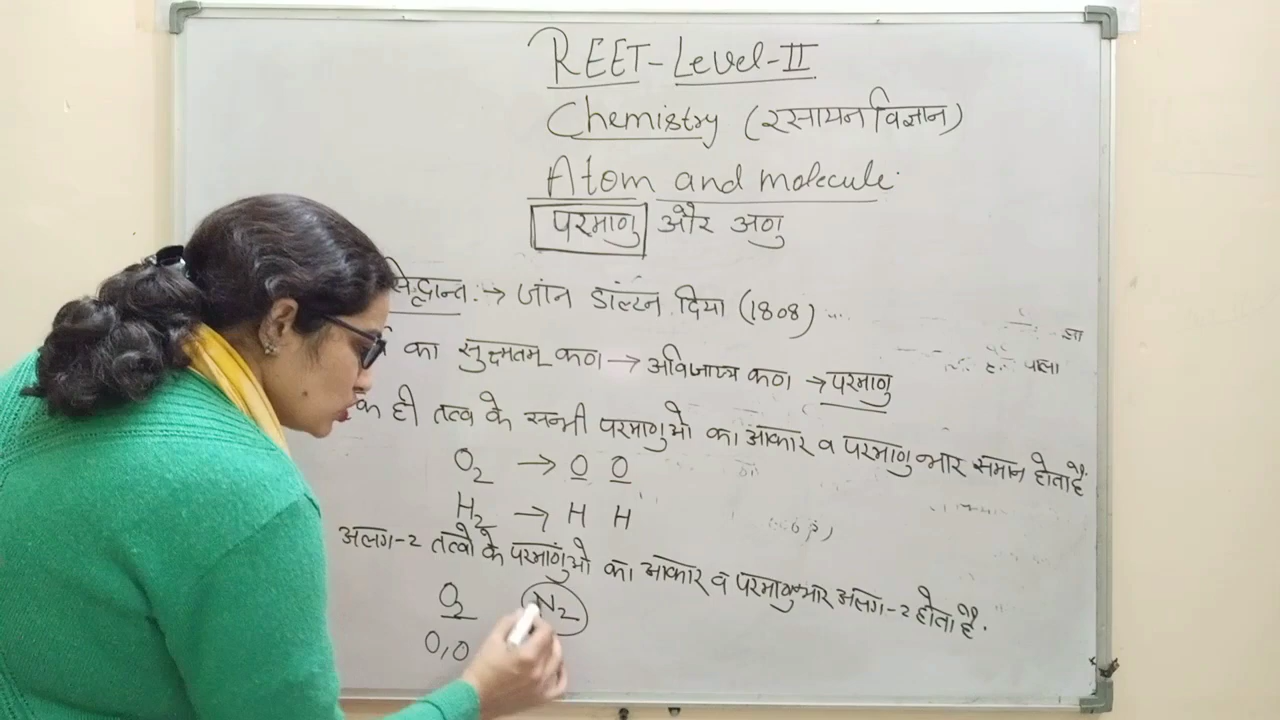 REET-Level-II
Chemistry (रसायन विज्ञान)
Atom and molecule
परमाणु और अणु
सिद्धान्त :→ जॉन डॉल्टन दिया (1808)
का सुक्ष्मतम् कण → अविभाज्य कण → परमाणु
ही तत्व के सभी परमाणुओ का आकार व परमाणुभार समान होता है
O2 → O O
H2 → H H
अलग-2 तत्वो के परमाणुओ का आकार व परमाणुभार अलग-2 होता है.
O2 N2
O,O